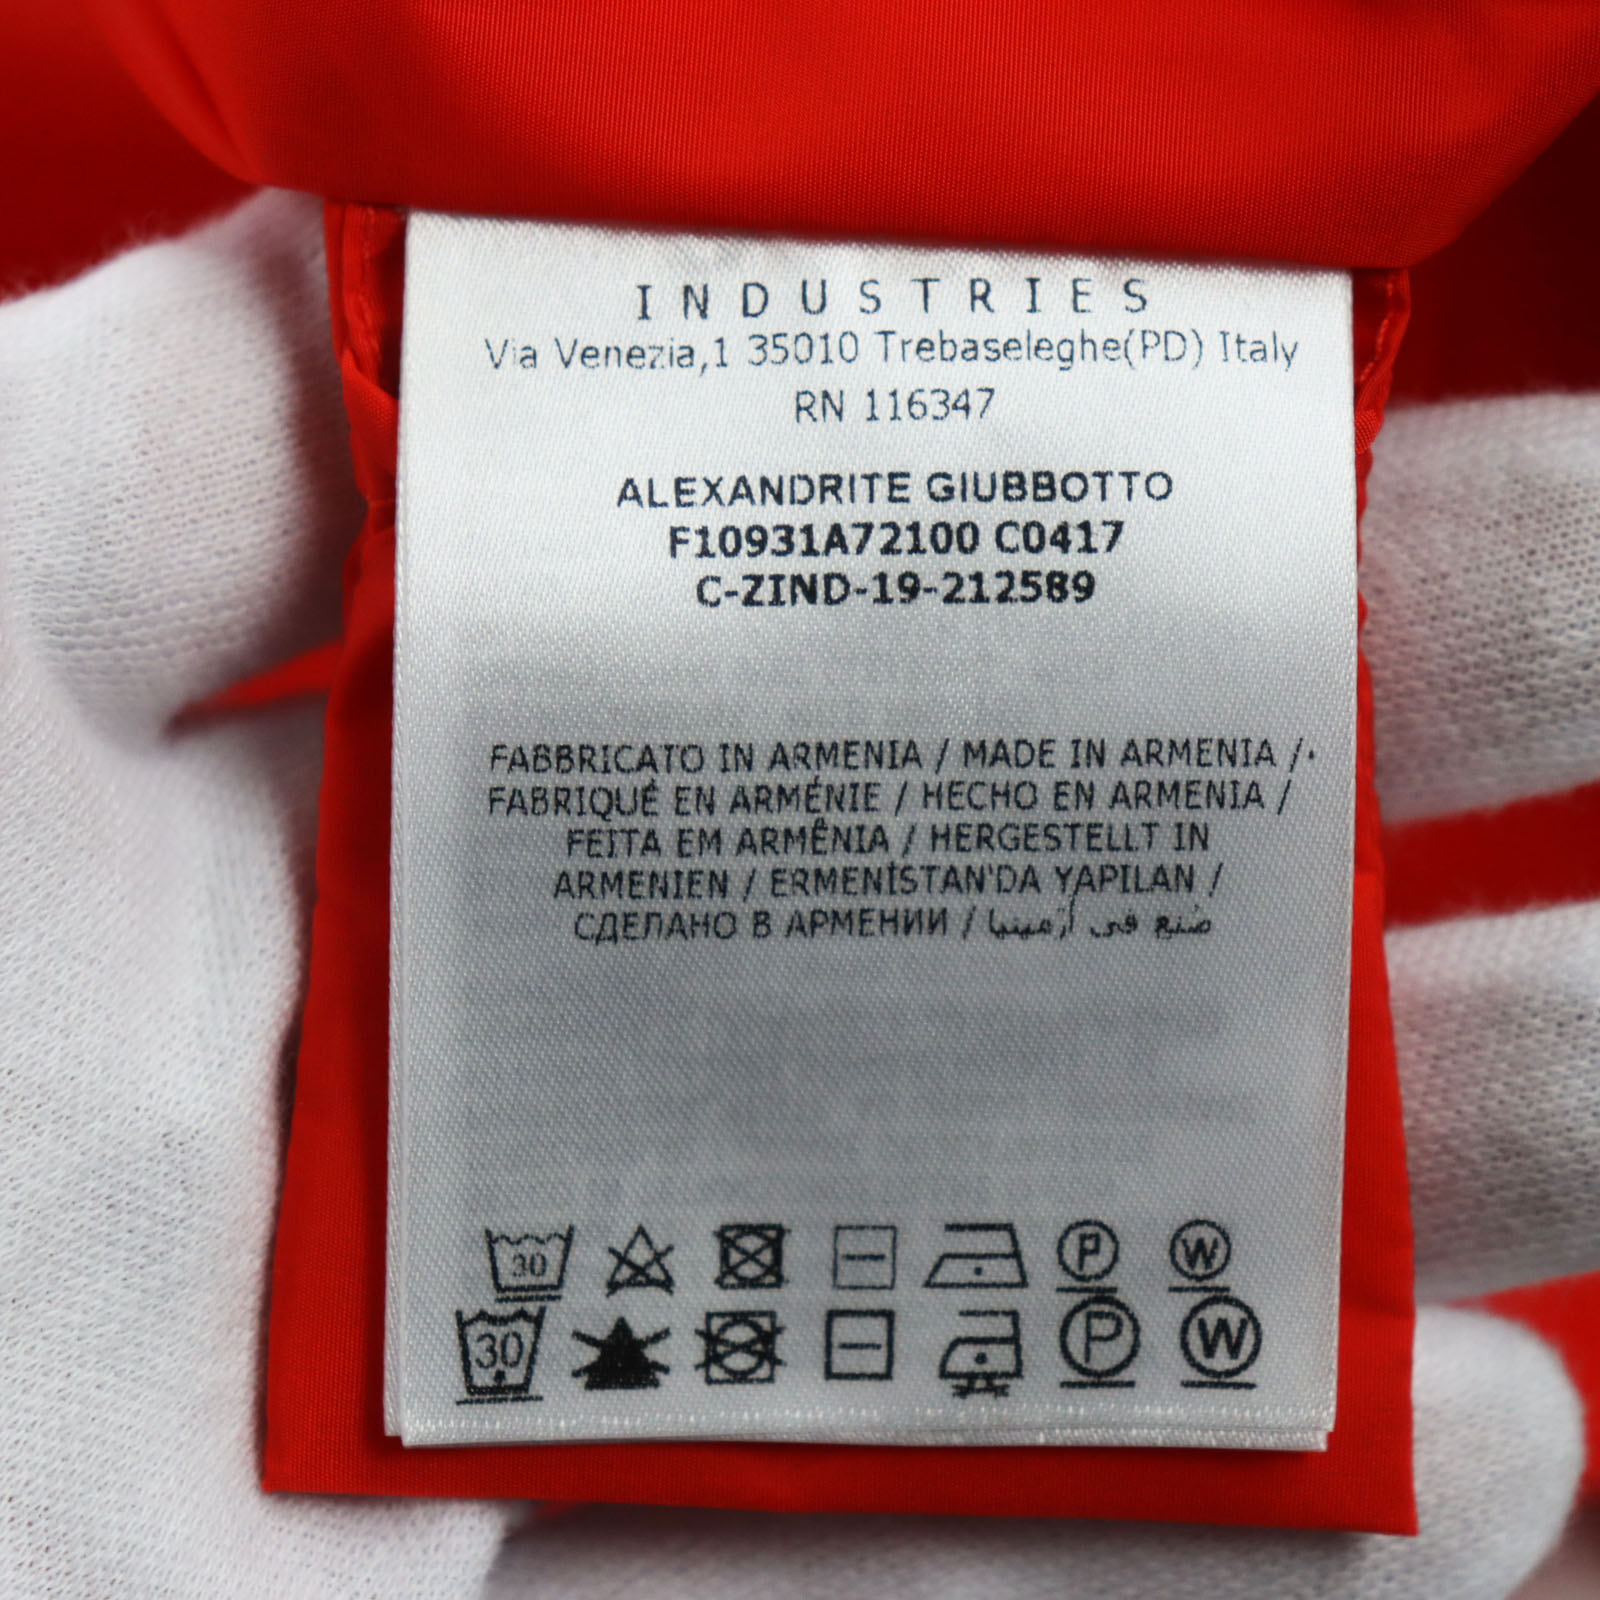 INDUSTRIES
Via Venezia,1 35010 Trebaseleghe(PD) Italy
RN 116347
ALEXANDRITE GIUBBOTTO
F10931A72100 C0417
C-ZIND-19-212589
FABBRICATO IN ARMENIA / MADE IN ARMENIA /
FABRIQUÉ EN ARMÉNIE / HECHO EN ARMENIA /
FEITA EM ARMÊNIA / HERGESTELLT IN
ARMENIEN / ERMENİSTAN'DA YAPILAN /
СДЕЛАНО В АРМЕНИИ / صُنع في أرمينيا
30 P W
30 P W